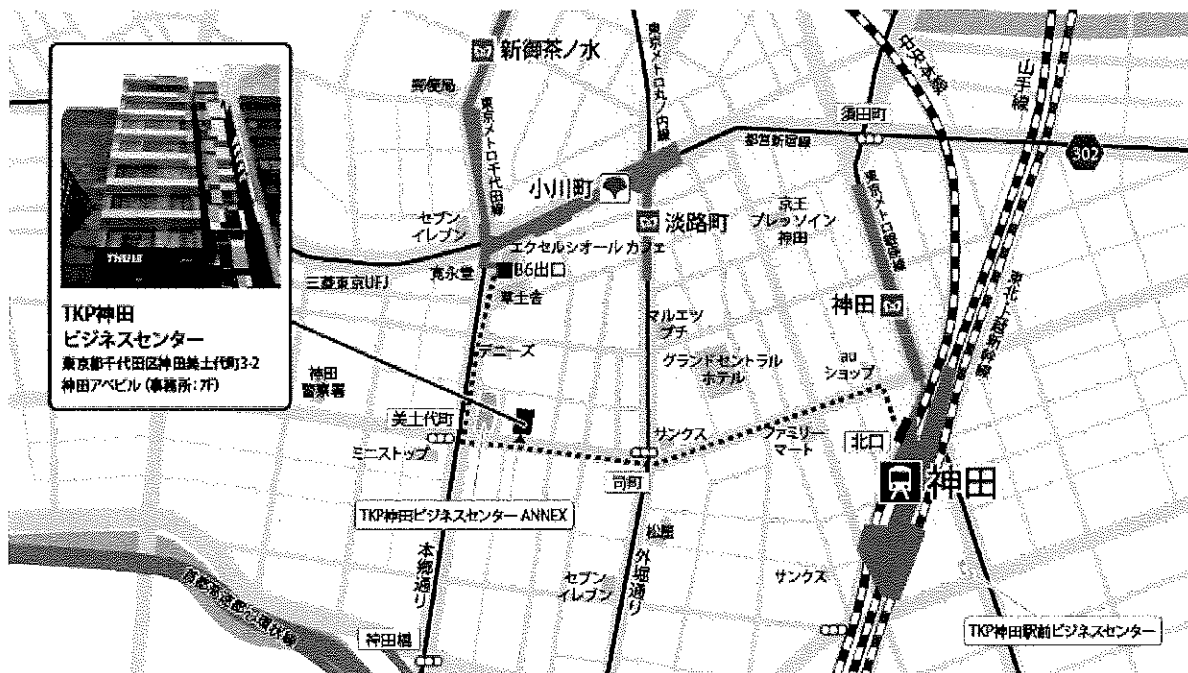 新御茶ノ水
郵便局
東京メトロ千代田線
東京メトロ丸ノ内線
中央本線
山手線
須田町
都営新宿線
302
小川町
淡路町
東京メトロ銀座線
京王
プレッソイン
神田
セブン
イレブン
エクセルシオール カフェ
寛永堂
B6出口
三菱東京UFJ
草土舎
TKP神田
ビジネスセンター
東京都千代田区神田美土代町3-2
神田アベビル (事務所:7F)
デニーズ
マルエツ
プチ
神田
東北・上越新幹線
グランドセントラル
ホテル
au
ショップ
神田
警察署
美土代町
ミニストップ
サンクス
ファミリー
マート
北口
司町
神田
TKP神田ビジネスセンター ANNEX
松屋
本郷通り
外堀通り
セブン
イレブン
サンクス
首都高速都心環状線
神田橋
TKP神田駅前ビジネスセンター